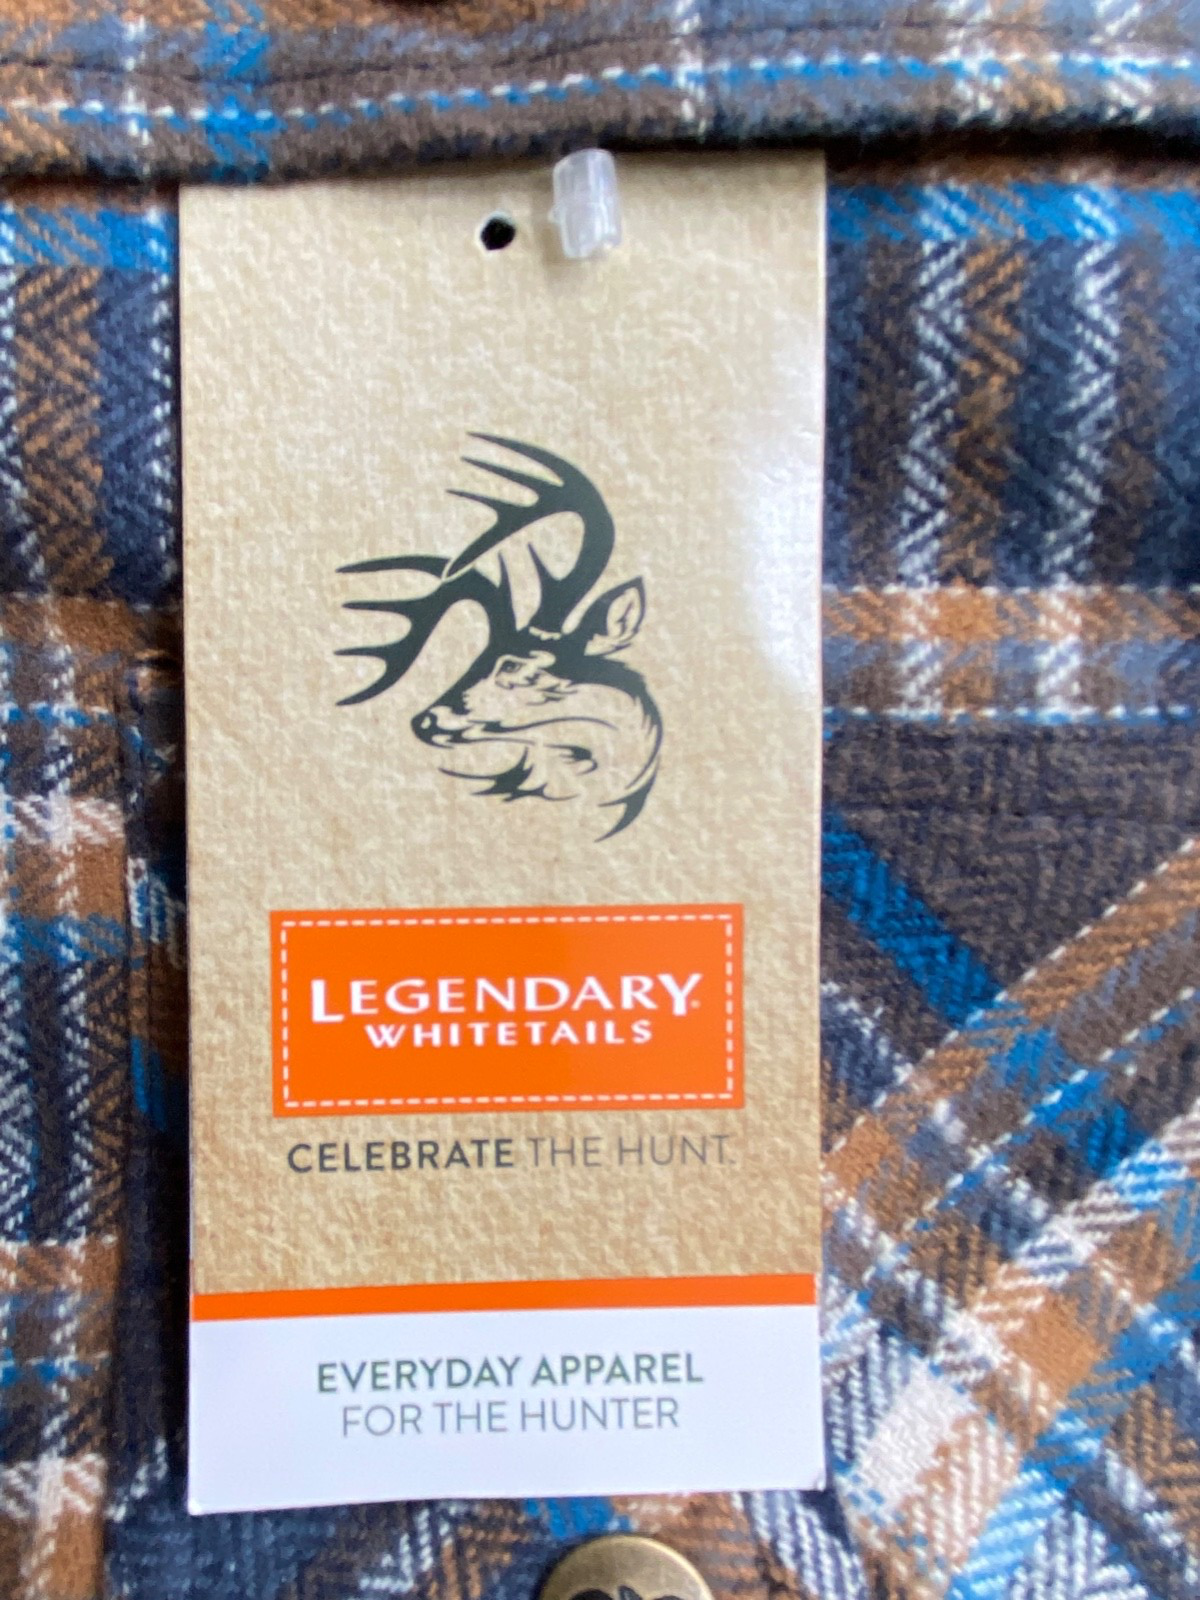 LEGENDARY®
WHITETAILS
CELEBRATE THE HUNT.
EVERYDAY APPAREL
FOR THE HUNTER